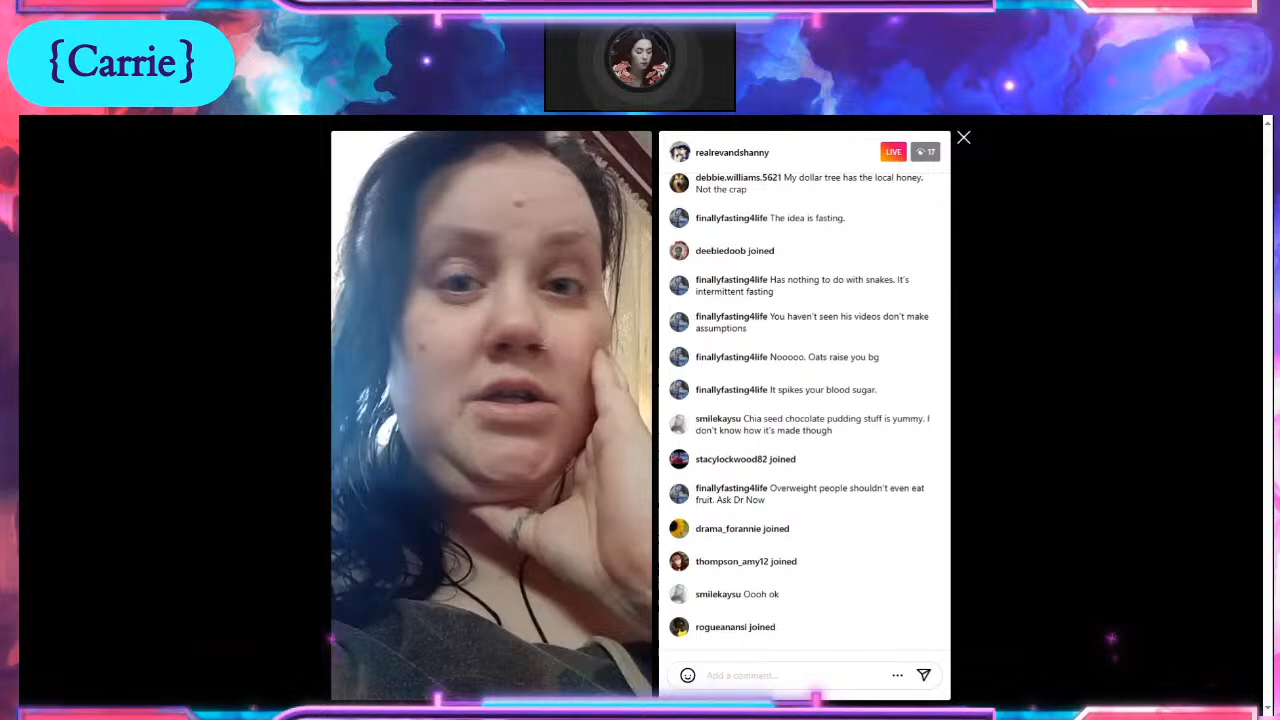 {Carrie}
realrevandshanny
LIVE
17
debbie.williams.5621 My dollar tree has the local honey.
Not the crap
finallyfasting4life The idea is fasting.
deebiedoob joined
finallyfasting4life Has nothing to do with snakes. It's
intermittent fasting
finallyfasting4life You haven't seen his videos don't make
assumptions
finallyfasting4life Nooooo. Oats raise you bg
finallyfasting4life It spikes your blood sugar.
smilekaysu Chia seed chocolate pudding stuff is yummy. I
don't know how it's made though
stacylockwood82 joined
finallyfasting4life Overweight people shouldn't even eat
fruit. Ask Dr Now
drama_forannie joined
thompson_amy12 joined
smilekaysu Oooh ok
rogueanansi joined
Add a comment...